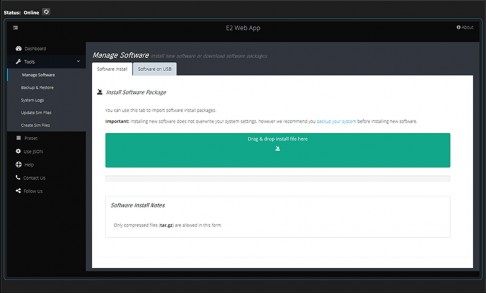 Status: Online
E2 Web App
About
Dashboard
Tools
Manage Software
Backup & Restore
System Logs
Update Sim Files
Create Sim Files
Preset
Use JSON
Help
Contact Us
Follow Us
Manage Software Install new software or download software packages
Software Install
Software on USB
Install Software Package
You can use this tab to import software install packages.
Important: Installing new software does not overwrite your system settings, however we recommend you backup your system before installing new software.
Drag & drop install file here
Software Install Notes
Only compressed files (tar.gz) are allowed in this form